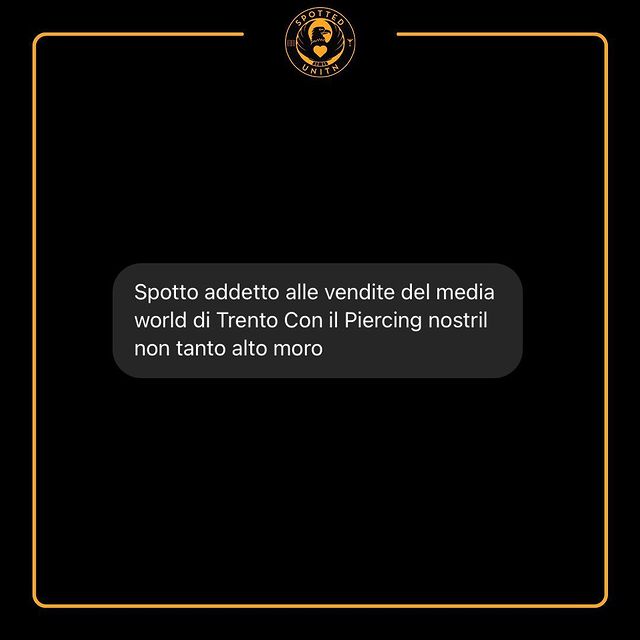 SPOTTED
UNITN
Spotto addetto alle vendite del media
world di Trento Con il Piercing nostril
non tanto alto moro